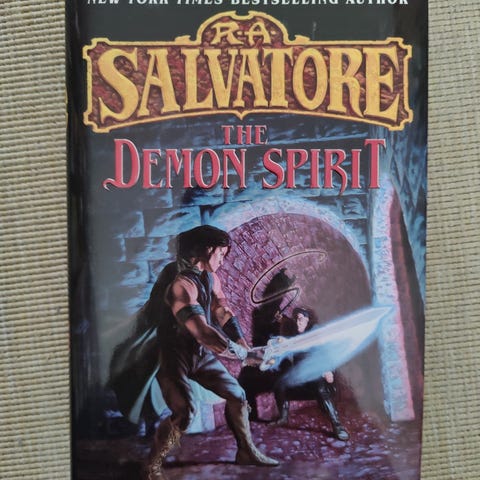 NEW YORK TIMES BESTSELLING AUTHOR
R.A.
SALVATORE
THE
DEMON SPIRIT